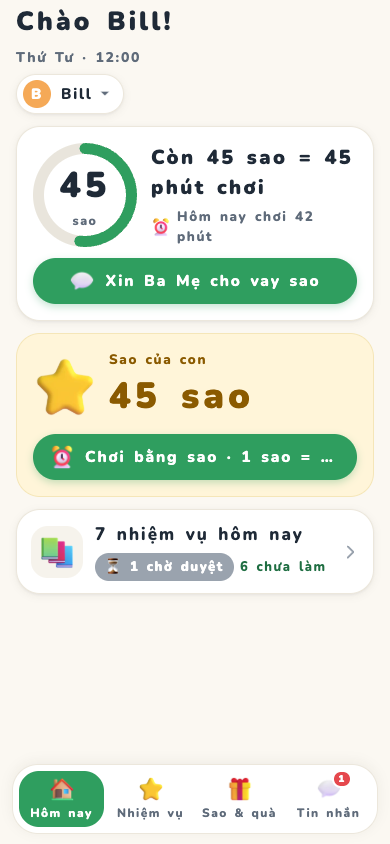 Chào Bill!
Thứ Tư · 12:00
B Bill
45
sao
Còn 45 sao = 45
phút chơi
Hôm nay chơi 42
phút
Xin Ba Mẹ cho vay sao
Sao của con
45 sao
Chơi bằng sao · 1 sao = ...
7 nhiệm vụ hôm nay
1 chờ duyệt 6 chưa làm
1
Hôm nay Nhiệm vụ Sao & quà Tin nhắn